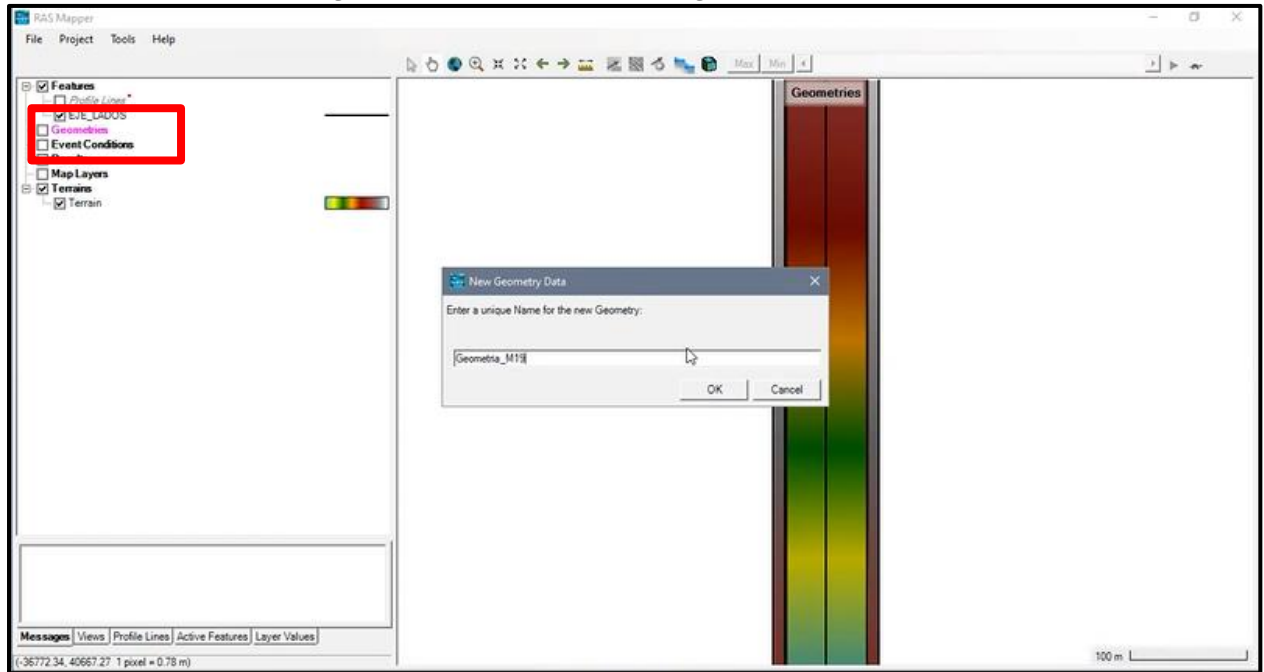 RAS Mapper
File Project Tools Help
Max Min
Features
Profile Lines*
EJE_LADOS
Geometries
Event Conditions
Map Layers
Terrains
Terrain
Geometries
New Geometry Data
Enter a unique Name for the new Geometry:
Geometria_M19
OK Cancel
Messages Views Profile Lines Active Features Layer Values
(-36772.34, 40667.27 1 pixel = 0.78 m)
100 m